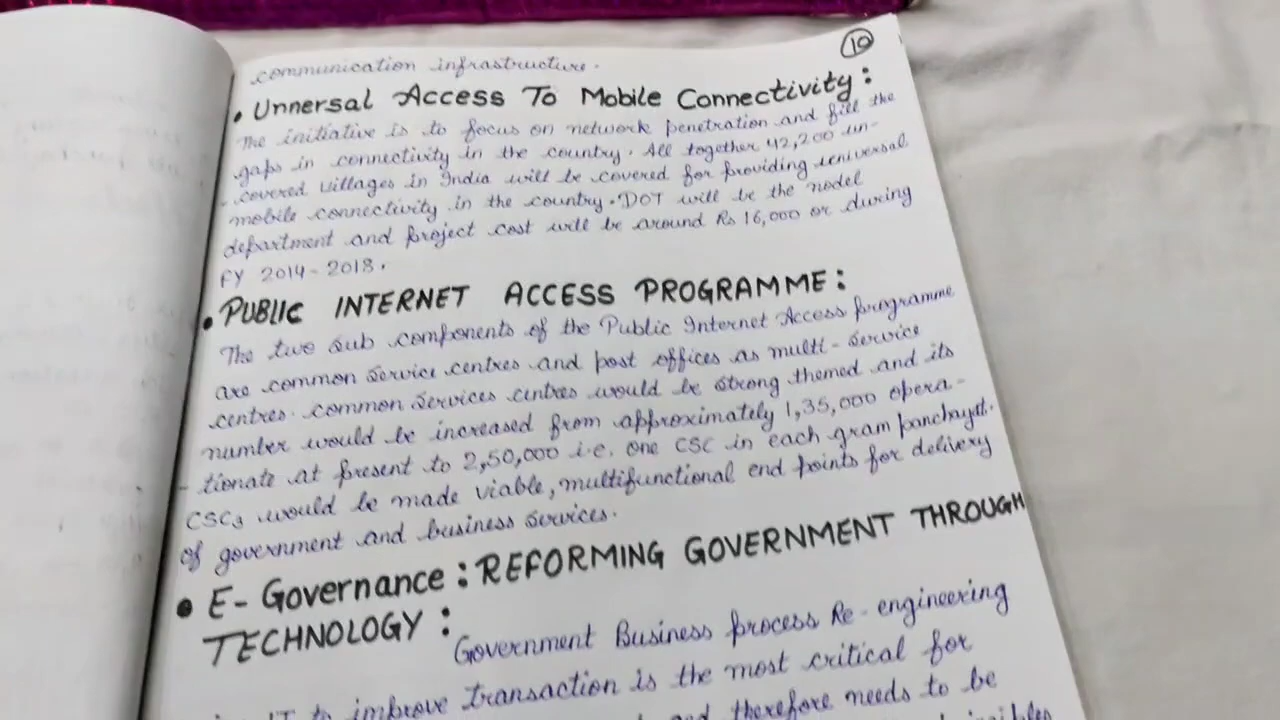 10
communication infrastructure.
• Unnersal Access To Mobile Connectivity:
The initiative is to focus on network penetration and fill the
gaps in connectivity in the country. All together 42,200 un-
-covered villages in India will be covered for providing universal
mobile connectivity in the country. DOT will be the nodel
department and project cost will be around Rs 16,000 or during
FY 2014-2018.
• PUBLIC INTERNET ACCESS PROGRAMME:
The two sub components of the Public Internet Access programme
are common service centres and post offices as multi-service
centres. common services centres would be strong themed and its
number would be increased from approximately 1,35,000 opera-
-tionate at present to 2,50,000 i.e. one CSC in each gram panchayst.
CSCs would be made viable, multifunctional end points for delivery
of government and business services.
• E-Governance: REFORMING GOVERNMENT THROUGH
TECHNOLOGY:
Government Business process Re-engineering
IT to improve transaction is the most critical for
and therefore needs to be